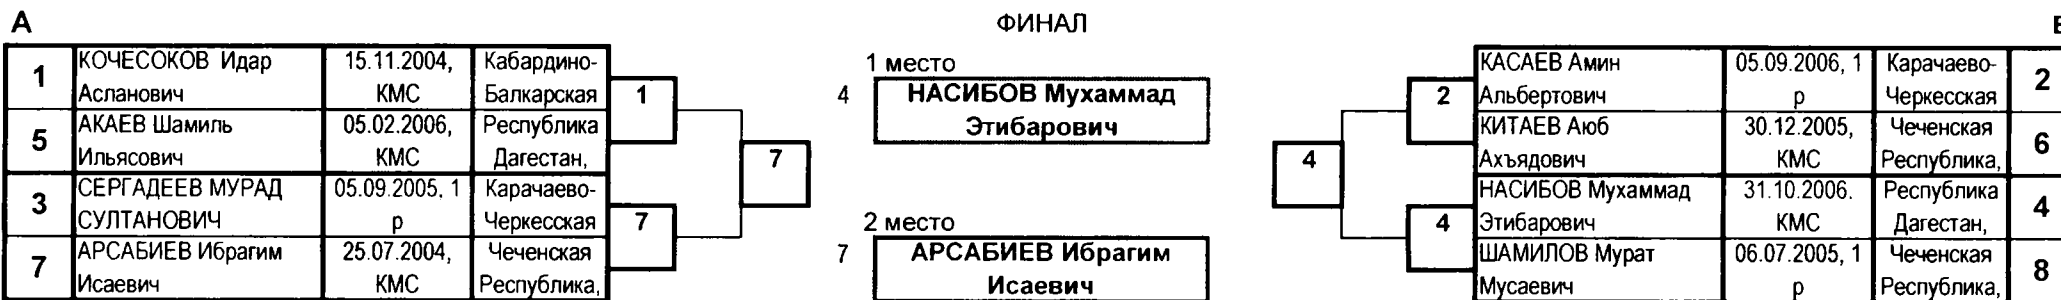 А
ФИНАЛ
В
1
КОЧЕСОКОВ Идар
Асланович
15.11.2004,
КМС
Кабардино-
Балкарская
5
АКАЕВ Шамиль
Ильясович
05.02.2006,
КМС
Республика
Дагестан,
3
СЕРГАДЕЕВ МУРАД
СУЛТАНОВИЧ
05.09.2005, 1
р
Карачаево-
Черкесская
7
АРСАБИЕВ Ибрагим
Исаевич
25.07.2004,
КМС
Чеченская
Республика,
1
7
7
1 место
4
НАСИБОВ Мухаммад
Этибарович
2 место
7
АРСАБИЕВ Ибрагим
Исаевич
4
2
4
КАСАЕВ Амин
Альбертович
05.09.2006, 1
р
Карачаево-
Черкесская
2
КИТАЕВ Аюб
Ахъядович
30.12.2005,
КМС
Чеченская
Республика,
6
НАСИБОВ Мухаммад
Этибарович
31.10.2006.
КМС
Республика
Дагестан,
4
ШАМИЛОВ Мурат
Мусаевич
06.07.2005, 1
р
Чеченская
Республика,
8